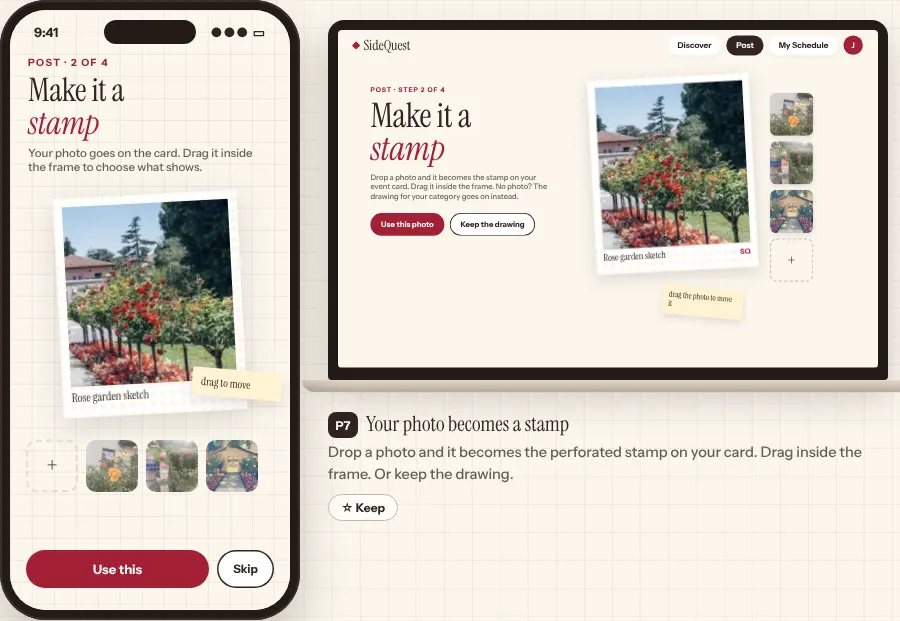 9:41
POST · 2 OF 4
Make it a
stamp
Your photo goes on the card. Drag it inside
the frame to choose what shows.
Rose garden sketch
drag to move
+
Use this
Skip
SideQuest
Discover
Post
My Schedule
J
POST · STEP 2 OF 4
Make it a
stamp
Drop a photo and it becomes the stamp on your
event card. Drag it inside the frame. No photo? The
drawing for your category goes on instead.
Use this photo
Keep the drawing
Rose garden sketch
SQ
drag the photo to move
it
+
P7
Your photo becomes a stamp
Drop a photo and it becomes the perforated stamp on your card. Drag inside the
frame. Or keep the drawing.
☆ Keep